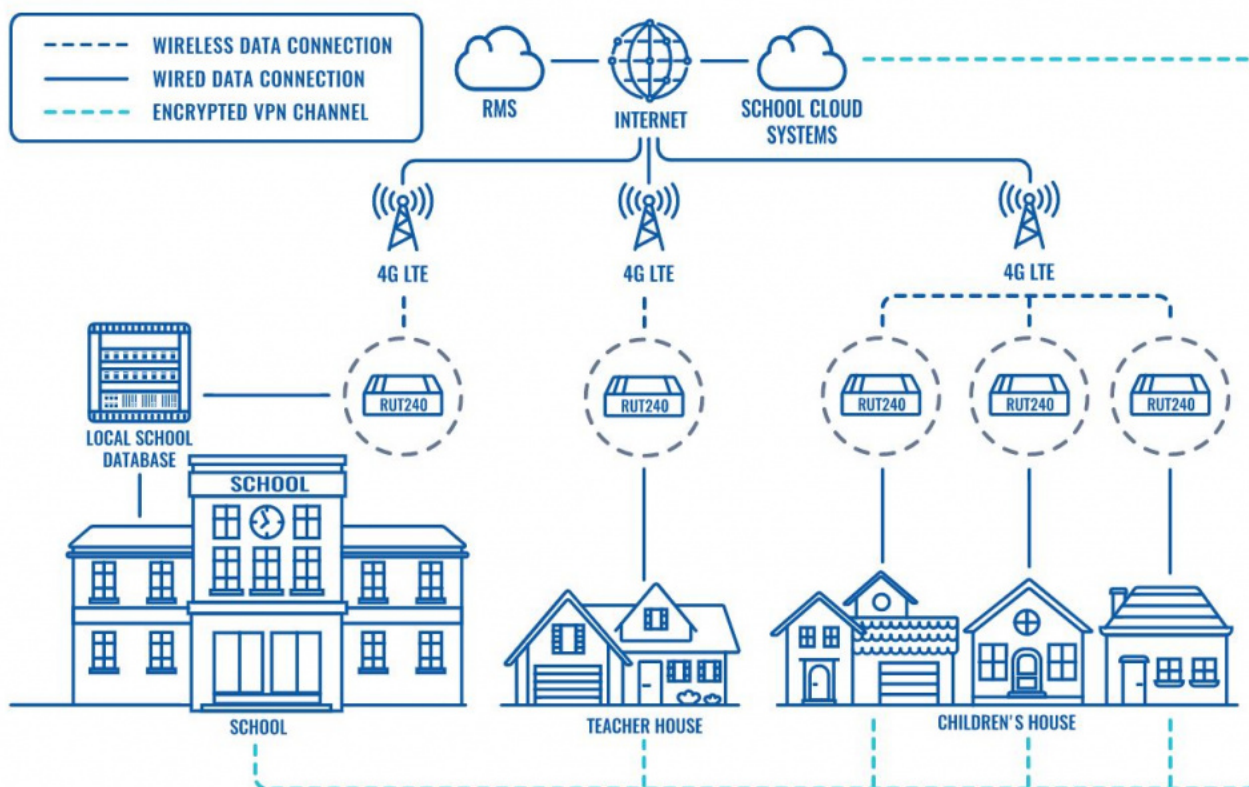 WIRELESS DATA CONNECTION
WIRED DATA CONNECTION
ENCRYPTED VPN CHANNEL
RMS
INTERNET
SCHOOL CLOUD
SYSTEMS
4G LTE
4G LTE
4G LTE
RUT240
RUT240
RUT240
RUT240
RUT240
LOCAL SCHOOL
DATABASE
SCHOOL
SCHOOL
TEACHER HOUSE
CHILDREN'S HOUSE